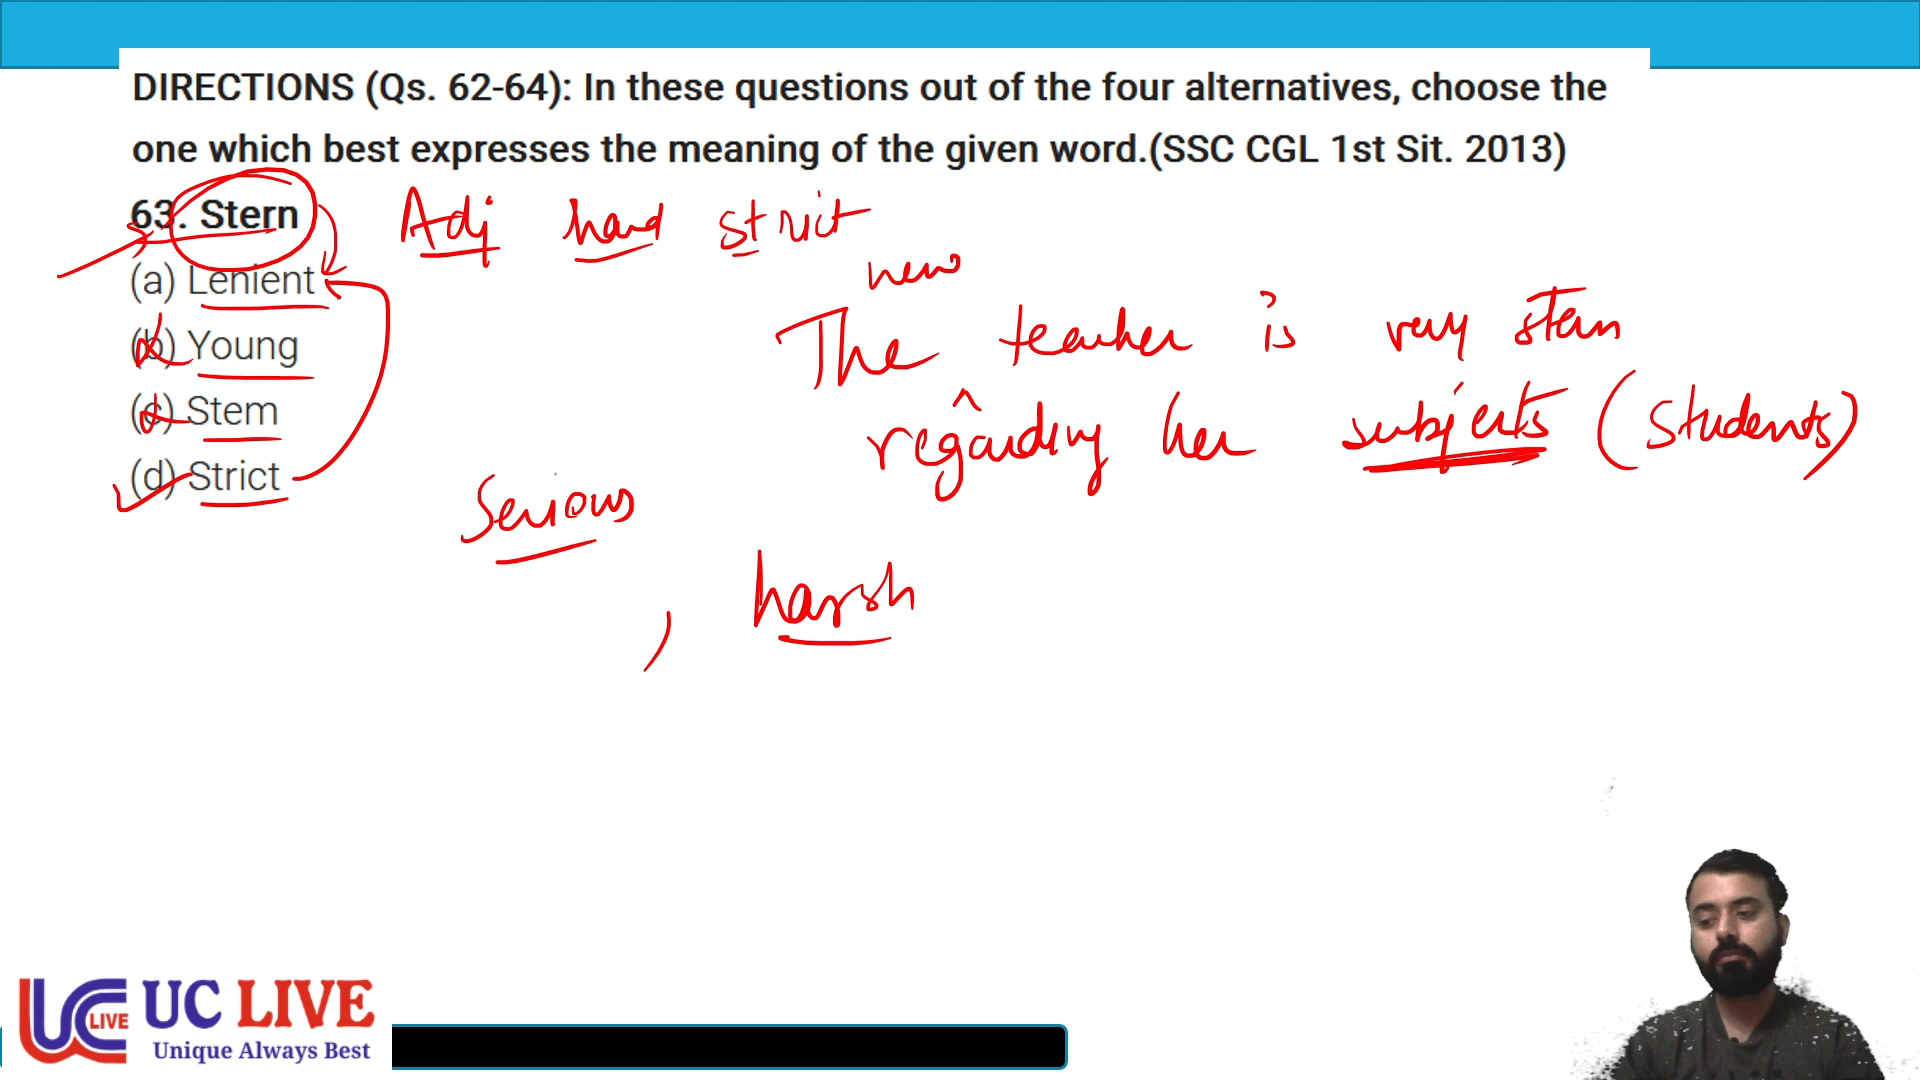 DIRECTIONS (Qs. 62-64): In these questions out of the four alternatives, choose the
one which best expresses the meaning of the given word.(SSC CGL 1st Sit. 2013)
63. Stern Adj hard strict
(a) Lenient
new
The teacher is very stern
(b) Young
regarding her subjects (students)
(c) Stem
(d) Strict
Serious
, harsh
UC LIVE
LIVE
Unique Always Best